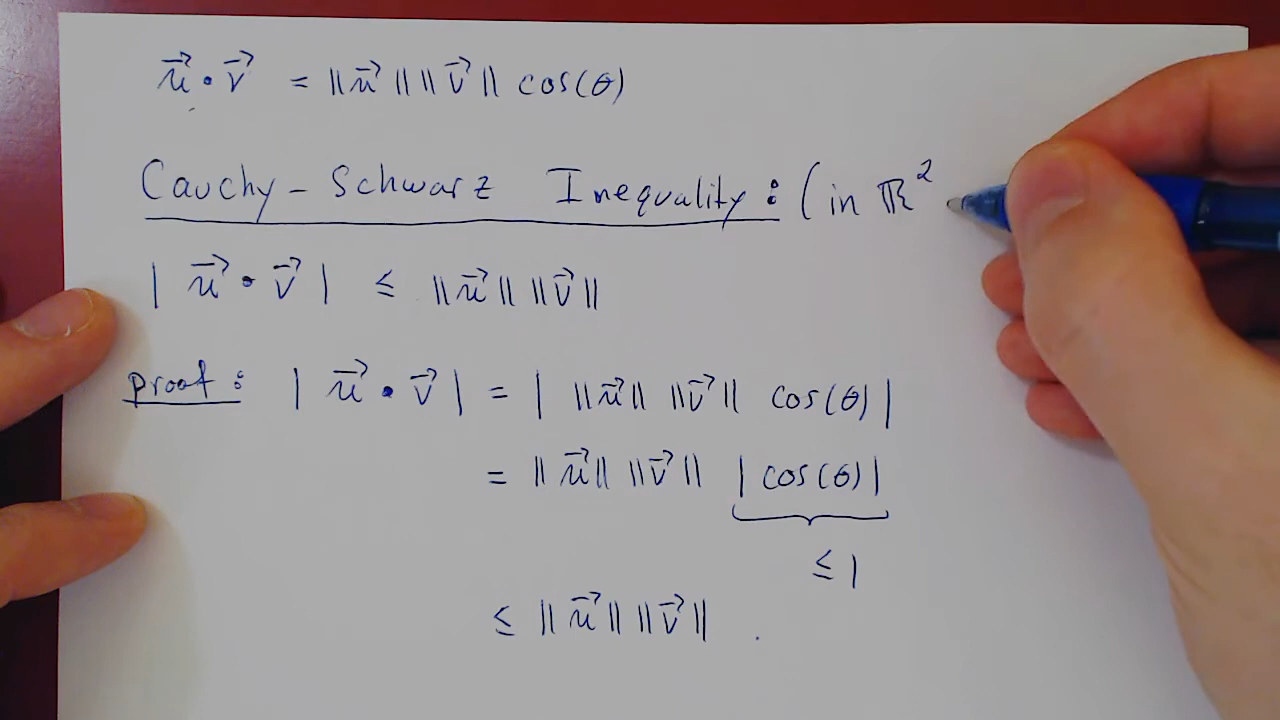 u⃗ • v⃗ = ‖u⃗‖ ‖v⃗‖ cos(θ)
Cauchy - Schwarz Inequality : (in ℝ²
| u⃗ • v⃗ | ≤ ‖u⃗‖ ‖v⃗‖
proof : | u⃗ • v⃗ | = | ‖u⃗‖ ‖v⃗‖ cos(θ) |
= ‖u⃗‖ ‖v⃗‖ | cos(θ) |
≤ 1
≤ ‖u⃗‖ ‖v⃗‖ .